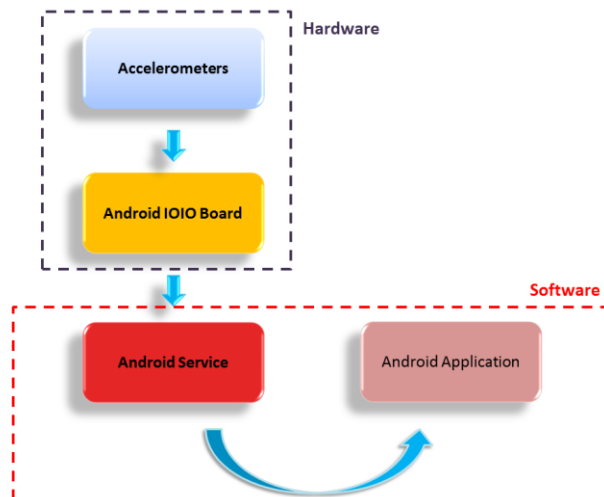 Hardware
Accelerometers
Android IOIO Board
Software
Android Service
Android Application